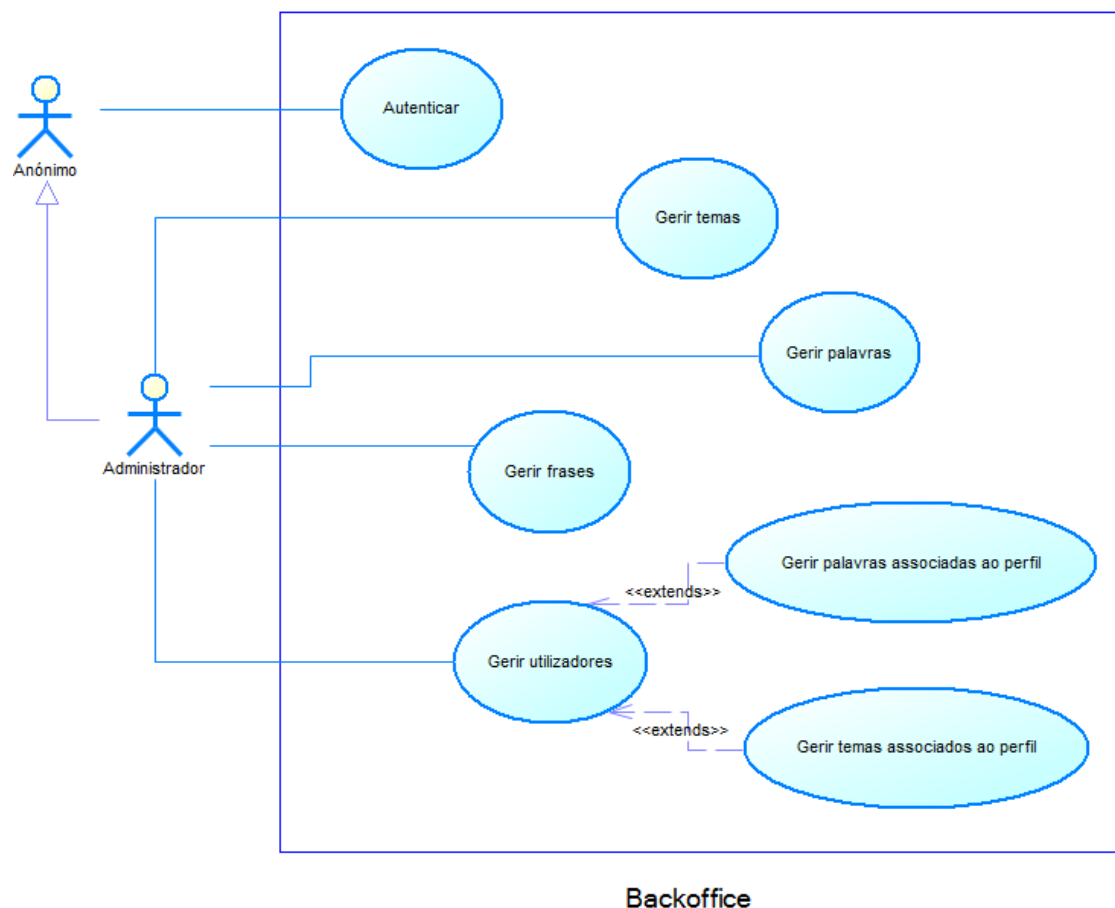 Autenticar
Anónimo
Gerir temas
Gerir palavras
Administrador
Gerir frases
Gerir palavras associadas ao perfil
<<extends>>
Gerir utilizadores
<<extends>>
Gerir temas associados ao perfil
Backoffice